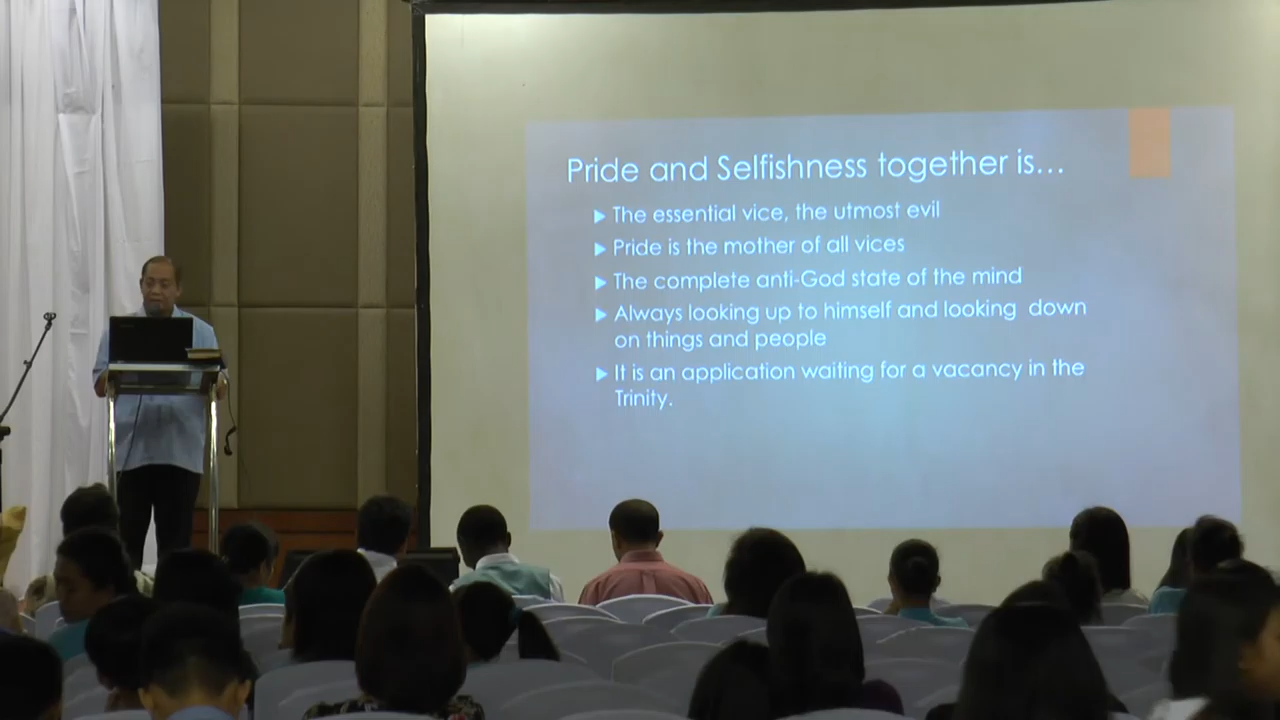 Pride and Selfishness together is...
The essential vice, the utmost evil
Pride is the mother of all vices
The complete anti-God state of the mind
Always looking up to himself and looking down
on things and people
It is an application waiting for a vacancy in the
Trinity.